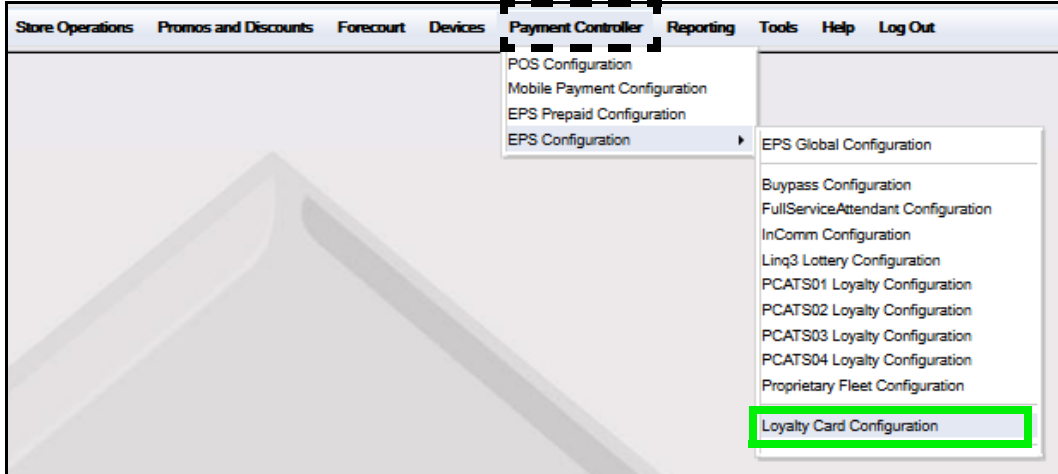 Store Operations Promos and Discounts Forecourt Devices Payment Controller Reporting Tools Help Log Out
POS Configuration
Mobile Payment Configuration
EPS Prepaid Configuration
EPS Configuration
EPS Global Configuration
Buypass Configuration
FullServiceAttendant Configuration
InComm Configuration
Linq3 Lottery Configuration
PCATS01 Loyalty Configuration
PCATS02 Loyalty Configuration
PCATS03 Loyalty Configuration
PCATS04 Loyalty Configuration
Proprietary Fleet Configuration
Loyalty Card Configuration